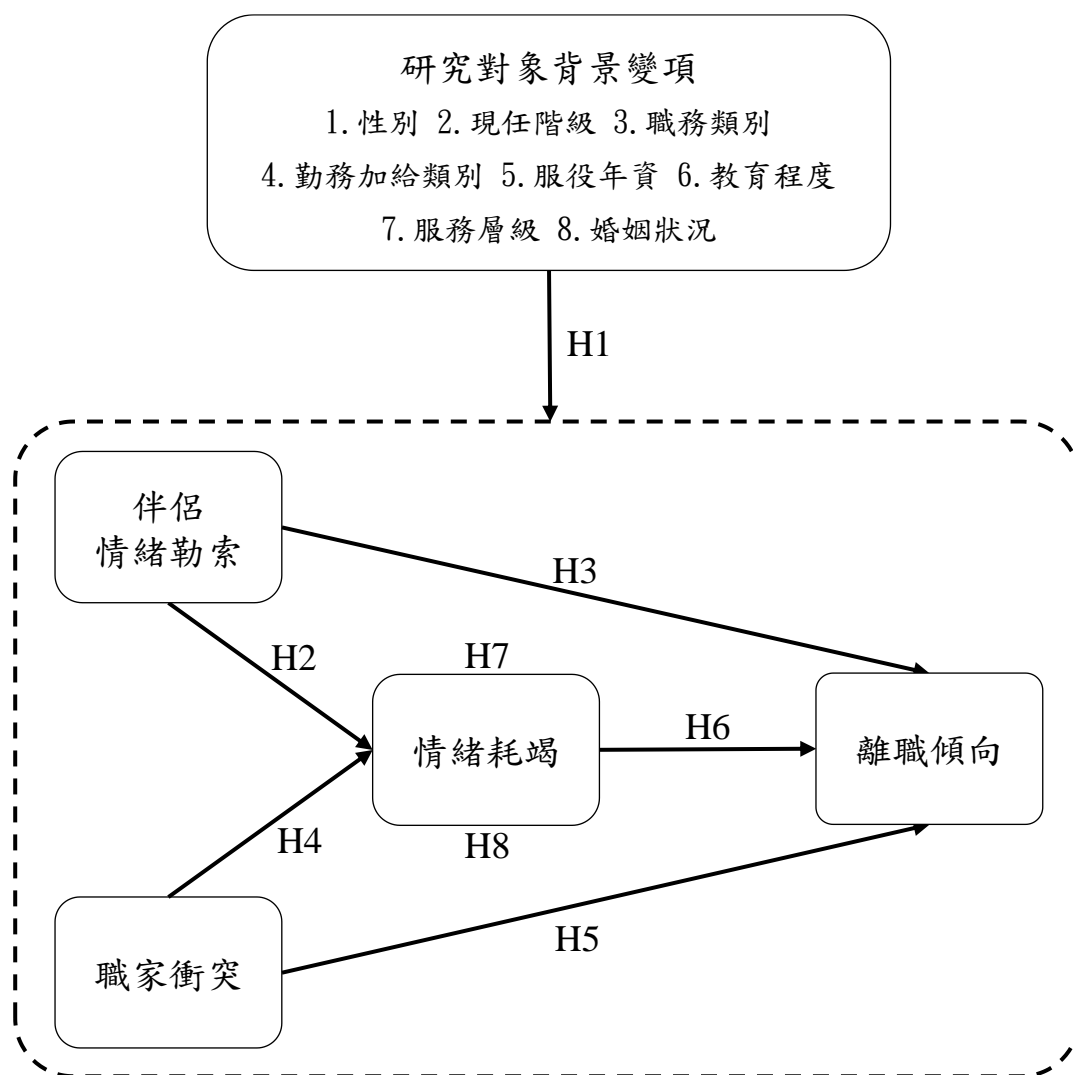 研究對象背景變項
1.性別 2.現任階級 3.職務類別
4.勤務加給類別 5.服役年資 6.教育程度
7.服務層級 8.婚姻狀況
H1
伴侶
情緒勒索
H3
H2
H7
情緒耗竭
H6
離職傾向
H4
H8
H5
職家衝突